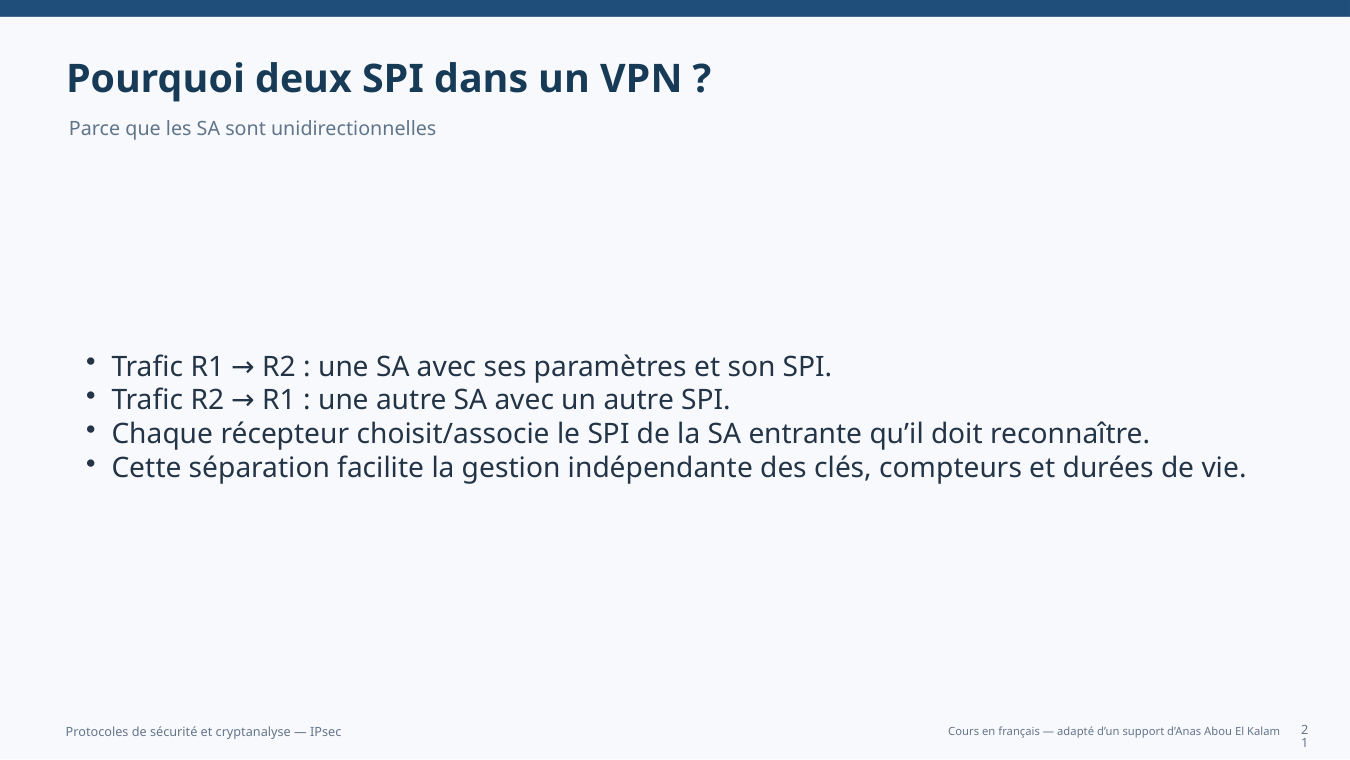 Pourquoi deux SPI dans un VPN ?
Parce que les SA sont unidirectionnelles
• Trafic R1 → R2 : une SA avec ses paramètres et son SPI.
• Trafic R2 → R1 : une autre SA avec un autre SPI.
• Chaque récepteur choisit/associe le SPI de la SA entrante qu’il doit reconnaître.
• Cette séparation facilite la gestion indépendante des clés, compteurs et durées de vie.
Protocoles de sécurité et cryptanalyse — IPsec
Cours en français — adapté d’un support d’Anas Abou El Kalam
2
1